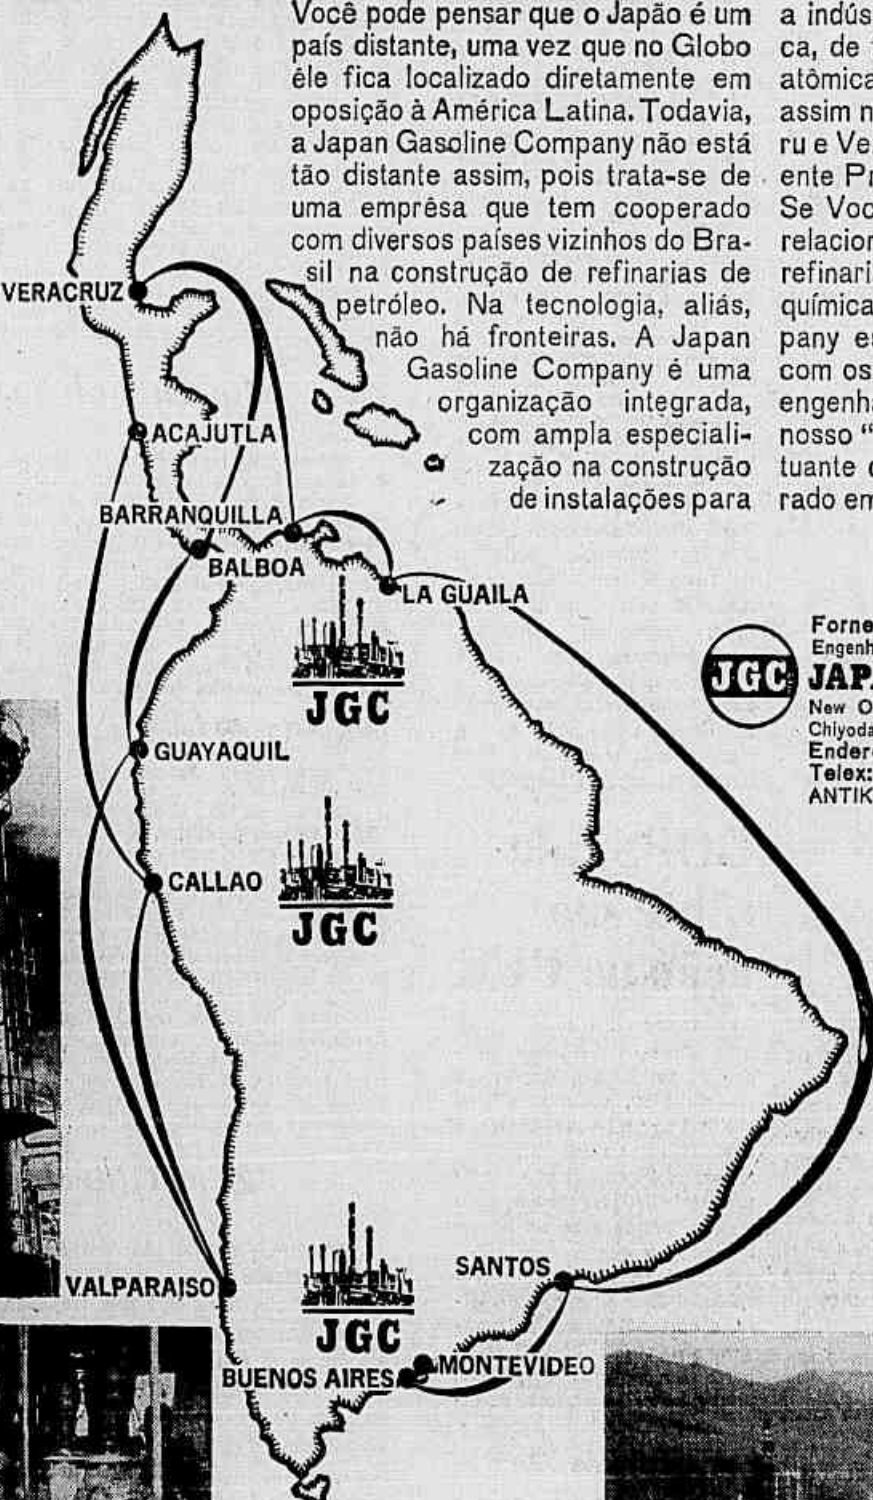 Você pode pensar que o Japão é um
país distante, uma vez que no Globo
êle fica localizado diretamente em
oposição à América Latina. Todavia,
a Japan Gasoline Company não está
tão distante assim, pois trata-se de
uma emprêsa que tem cooperado
com diversos países vizinhos do Bra-
sil na construção de refinarias de
petróleo. Na tecnologia, aliás,
não há fronteiras. A Japan
Gasoline Company é uma
organização integrada,
com ampla especiali-
zação na construção
de instalações para
a indús
ca, de
atômica
assim n
ru e Ve
ente Pr
Se Voc
relacion
refinari
química
pany es
com os
engenha
nosso “
tuante
rado em
VERACRUZ
ACAJUTLA
BARRANQUILLA
BALBOA
LA GUAILA
JGC
GUAYAQUIL
CALLAO
JGC
VALPARAISO
SANTOS
JGC
MONTEVIDEO
BUENOS AIRES
JGC
Forne
Engenh
JAPA
New O
Chiyoda
Endere
Telex:
ANTIK